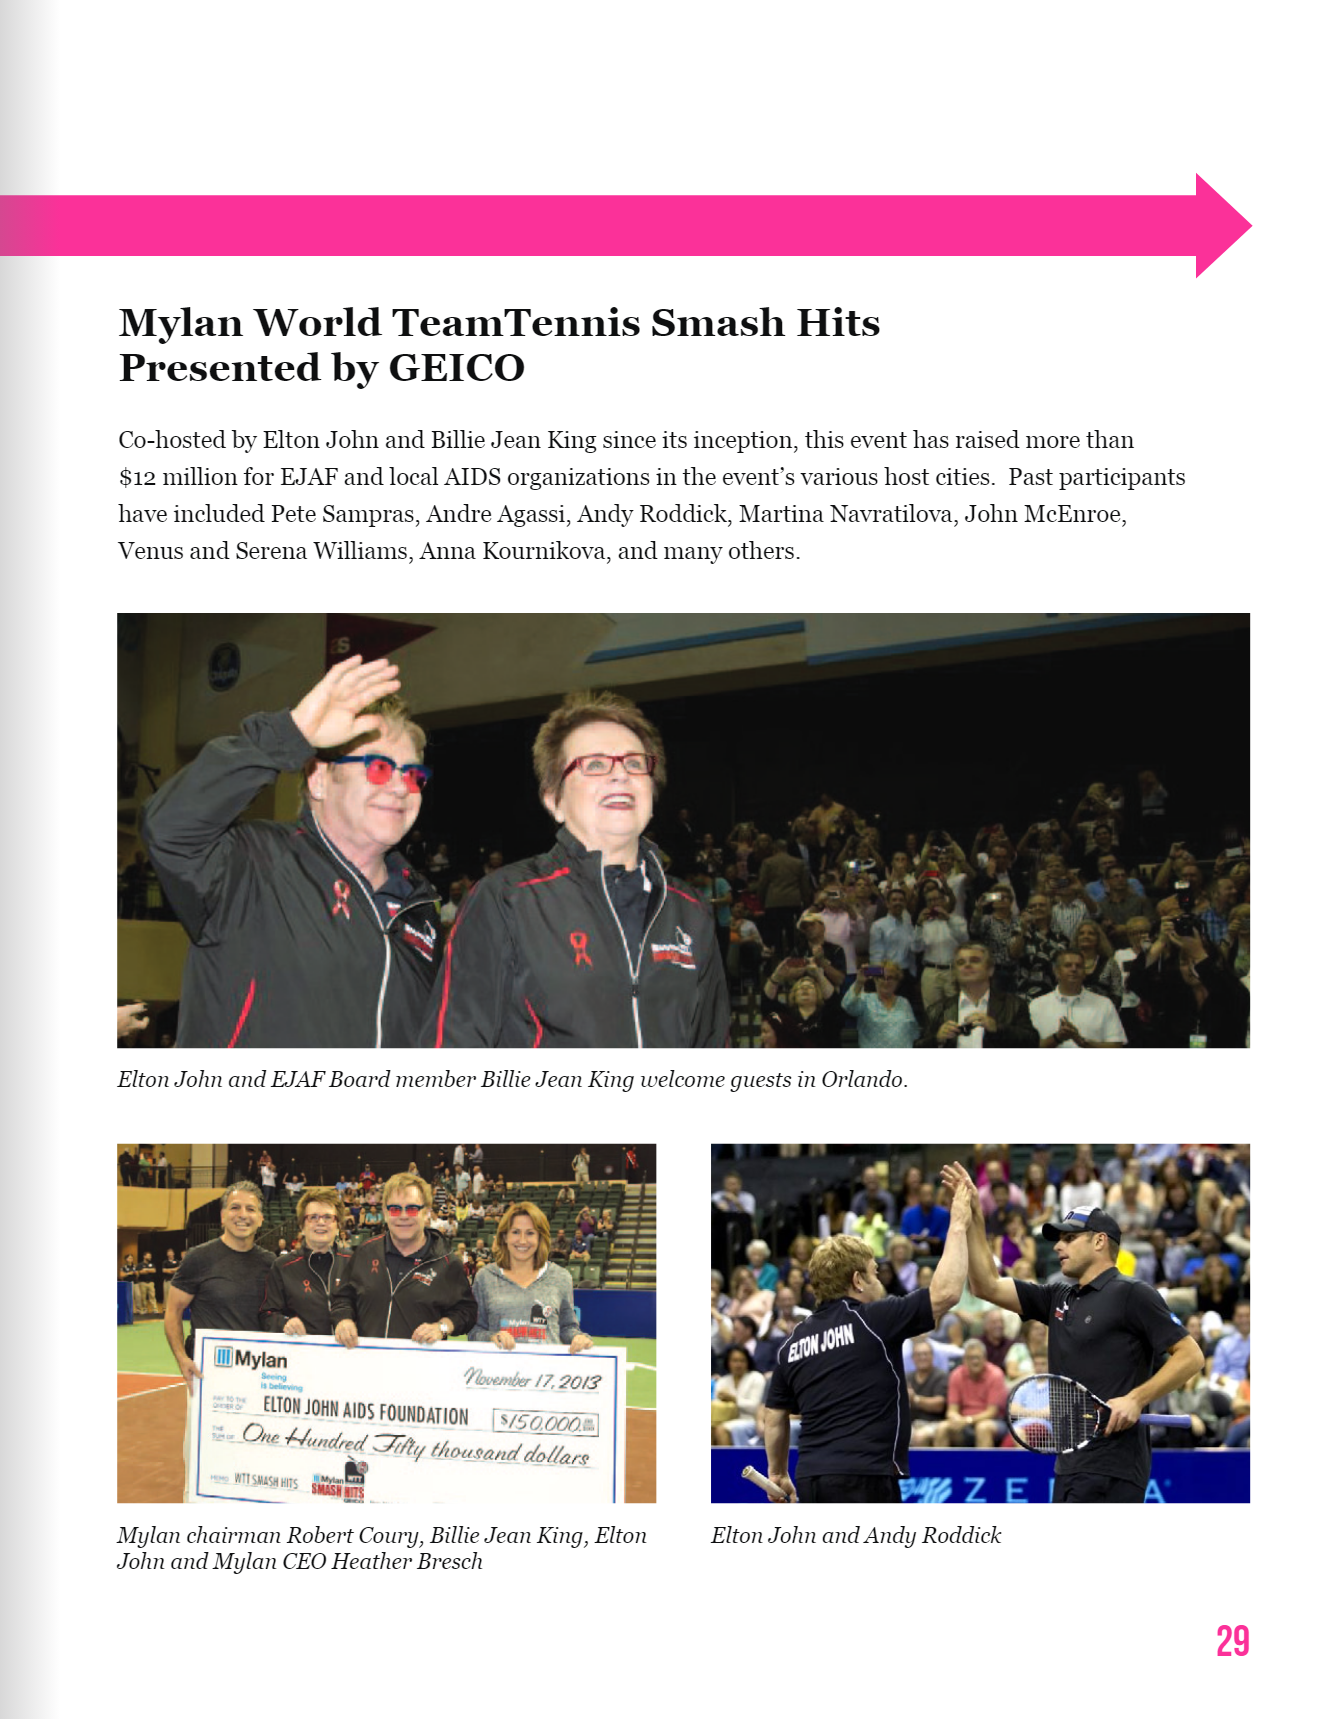 Mylan World TeamTennis Smash Hits
Presented by GEICO
Co-hosted by Elton John and Billie Jean King since its inception, this event has raised more than
$12 million for EJAF and local AIDS organizations in the event’s various host cities.  Past participants
have included Pete Sampras, Andre Agassi, Andy Roddick, Martina Navratilova, John McEnroe,
Venus and Serena Williams, Anna Kournikova, and many others.
Elton John and EJAF Board member Billie Jean King welcome guests in Orlando.
Mylan
Seeing
is believing
November 17, 2013
PAY TO THE
ORDER OF
ELTON JOHN AIDS FOUNDATION
$150,000
THE
SUM OF
One Hundred Fifty thousand dollars
MEMO
WTT SMASH HITS
Mylan WTT
SMASH HITS
ELTON JOHN
Mylan chairman Robert Coury, Billie Jean King, Elton
John and Mylan CEO Heather Bresch
Elton John and Andy Roddick
29